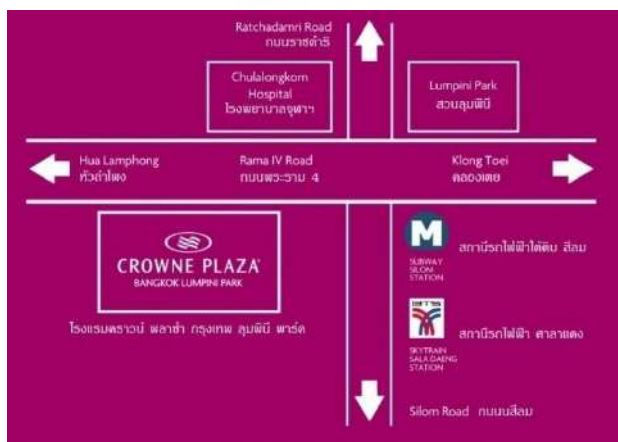 Ratchadamri Road
ถนนราชดำริ
Chulalongkorn
Hospital
โรงพยาบาลจุฬาฯ
Lumpini Park
สวนลุมพินี
Hua Lamphong
หัวลำโพง
Rama IV Road
ถนนพระราม 4
Klong Toei
คลองเตย
CROWNE PLAZA
BANGKOK LUMPINI PARK
โรงแรมคราวน์ พลาซ่า กรุงเทพ ลุมพินี พาร์ค
M
SUBWAY
SILOM
STATION
สถานีรถไฟฟ้าใต้ดิน สีลม
BTS
SKYTRAIN
SALA DAENG
STATION
สถานีรถไฟฟ้า ศาลาแดง
Silom Road ถนนสีลม